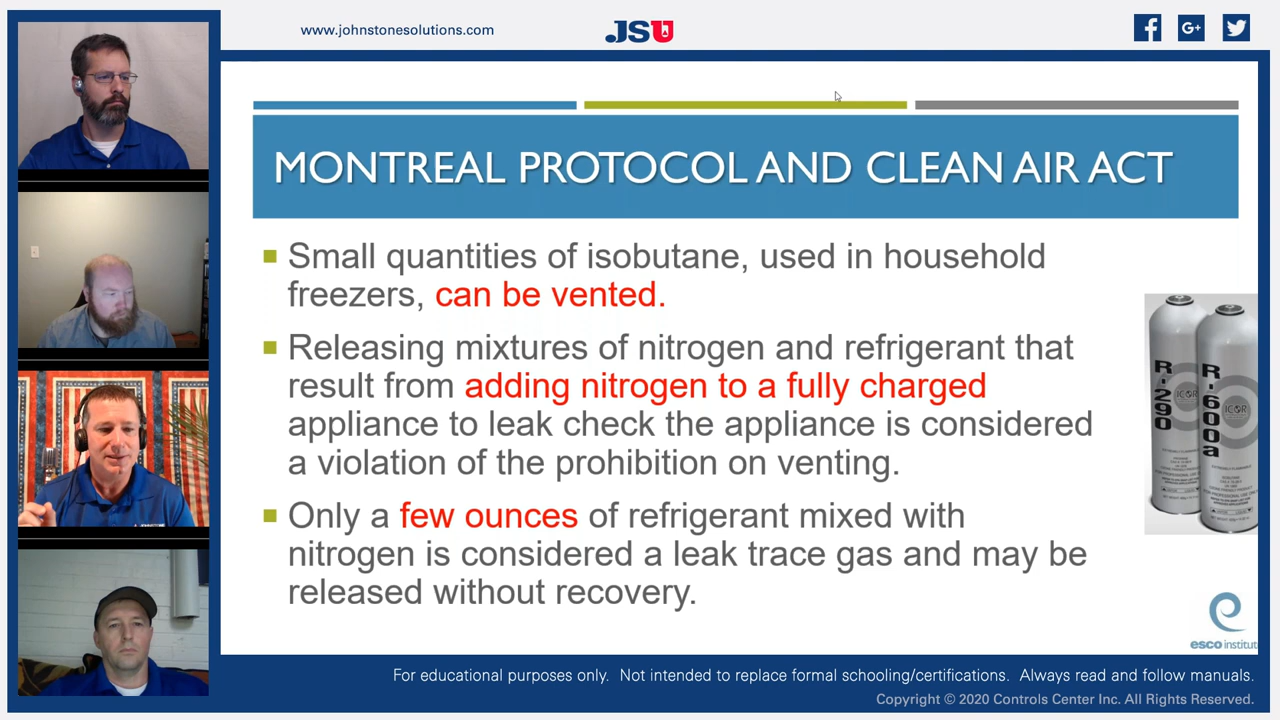 www.johnstonesolutions.com
JSU
MONTREAL PROTOCOL AND CLEAN AIR ACT
Small quantities of isobutane, used in household
freezers, can be vented.
Releasing mixtures of nitrogen and refrigerant that
result from adding nitrogen to a fully charged
appliance to leak check the appliance is considered
a violation of the prohibition on venting.
Only a few ounces of refrigerant mixed with
nitrogen is considered a leak trace gas and may be
released without recovery.
R-290
ICOR
R-600a
ICOR
esco institut
For educational purposes only. Not intended to replace formal schooling/certifications. Always read and follow manuals.
Copyright © 2020 Controls Center Inc. All Rights Reserved.